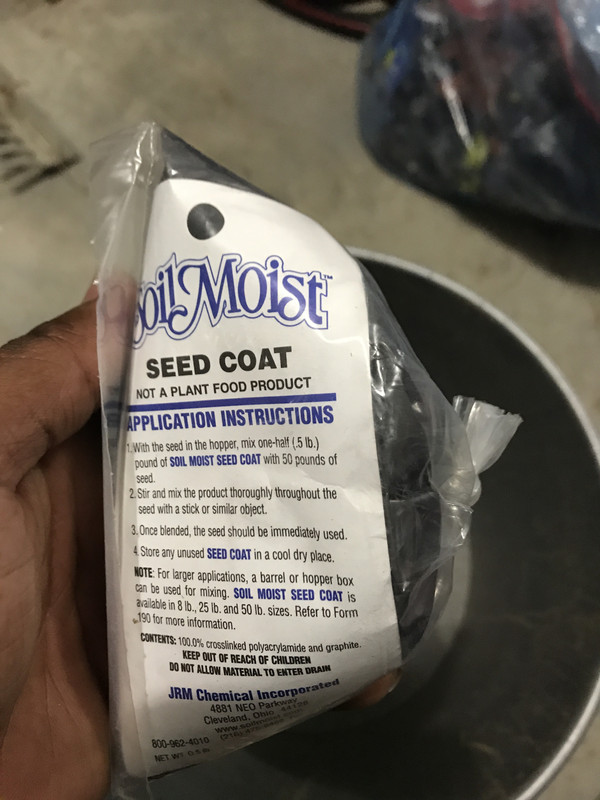 Soil Moist™
SEED COAT
NOT A PLANT FOOD PRODUCT
APPLICATION INSTRUCTIONS
1. With the seed in the hopper, mix one-half (.5 lb.)
pound of SOIL MOIST SEED COAT with 50 pounds of
seed.
2. Stir and mix the product thoroughly throughout the
seed with a stick or similar object.
3. Once blended, the seed should be immediately used.
4. Store any unused SEED COAT in a cool dry place.
NOTE: For larger applications, a barrel or hopper box
can be used for mixing. SOIL MOIST SEED COAT is
available in 8 lb., 25 lb. and 50 lb. sizes. Refer to Form
190 for more information.
CONTENTS: 100.0% crosslinked polyacrylamide and graphite.
KEEP OUT OF REACH OF CHILDREN
DO NOT ALLOW MATERIAL TO ENTER DRAIN
JRM Chemical Incorporated
4881 NEO Parkway
Cleveland, Ohio
800-962-4010
NET WT. 0.5 lb